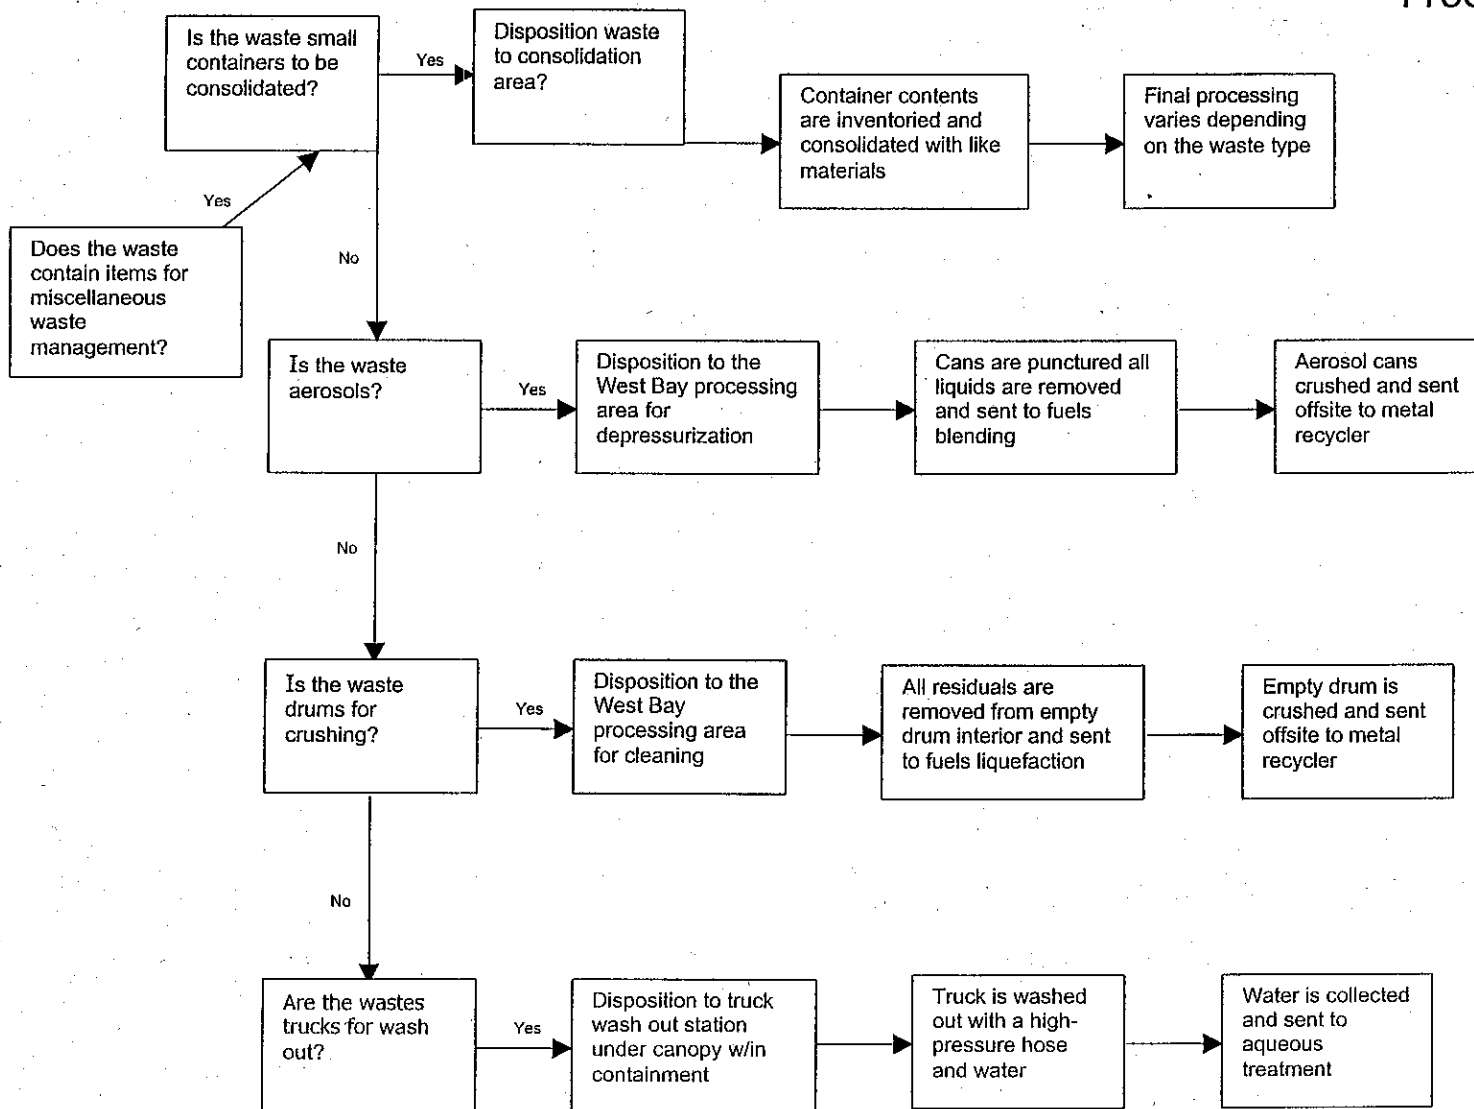 Is the waste small
containers to be
consolidated?
Yes
Disposition waste
to consolidation
area?
Container contents
are inventoried and
consolidated with like
materials
Final processing
varies depending
on the waste type
Yes
Does the waste
contain items for
miscellaneous
waste
management?
No
Is the waste
aerosols?
Yes
Disposition to the
West Bay processing
area for
depressurization
Cans are punctured all
liquids are removed
and sent to fuels
blending
Aerosol cans
crushed and sent
offsite to metal
recycler
No
Is the waste
drums for
crushing?
Yes
Disposition to the
West Bay
processing area
for cleaning
All residuals are
removed from empty
drum interior and sent
to fuels liquefaction
Empty drum is
crushed and sent
offsite to metal
recycler
No
Are the wastes
trucks for wash
out?
Yes
Disposition to truck
wash out station
under canopy w/in
containment
Truck is washed
out with a high-
pressure hose
and water
Water is collected
and sent to
aqueous
treatment